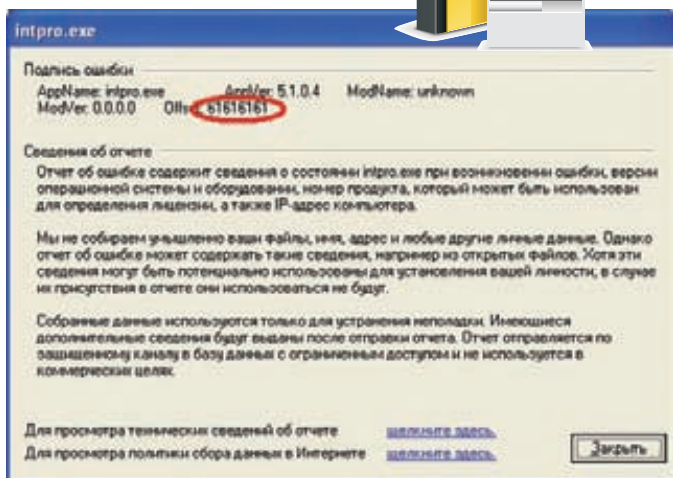 intpro.exe
Подпись ошибки
AppName: intpro.exe AppVer: 5.1.0.4 ModName: unknown
ModVer: 0.0.0.0 Offset: 61616161
Сведения об отчете
Отчет об ошибке содержит сведения о состоянии intpro.exe при возникновении ошибки, версии
операционной системы и оборудовании, номер продукта, который может быть использован
для определения лицензии, а также IP-адрес компьютера.
Мы не собираем умышленно ваши файлы, имя, адрес и любые другие личные данные. Однако
отчет об ошибке может содержать такие сведения, например из открытых файлов. Хотя эти
сведения могут быть потенциально использованы для установления вашей личности, в случае
их присутствия в отчете они использоваться не будут.
Собранные данные используются только для устранения неполадки. Имеющиеся
дополнительные сведения будут выданы после отправки отчета. Отчет отправляется по
защищенному каналу в базу данных с ограниченным доступом и не используется в
коммерческих целях.
Для просмотра технических сведений об отчете щелкните здесь.
Для просмотра политики сбора данных в Интернете щелкните здесь.
Закрыть